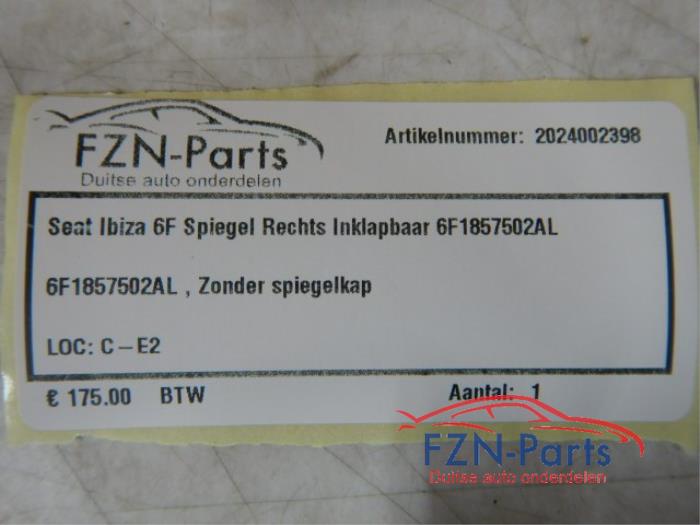 FZN-Parts
Duitse auto onderdelen
Artikelnummer: 2024002398
Seat Ibiza 6F Spiegel Rechts Inklapbaar 6F1857502AL
6F1857502AL , Zonder spiegelkap
LOC: C-E2
€ 175.00 BTW Aantal: 1
FZN-Parts
Duitse auto onderdelen